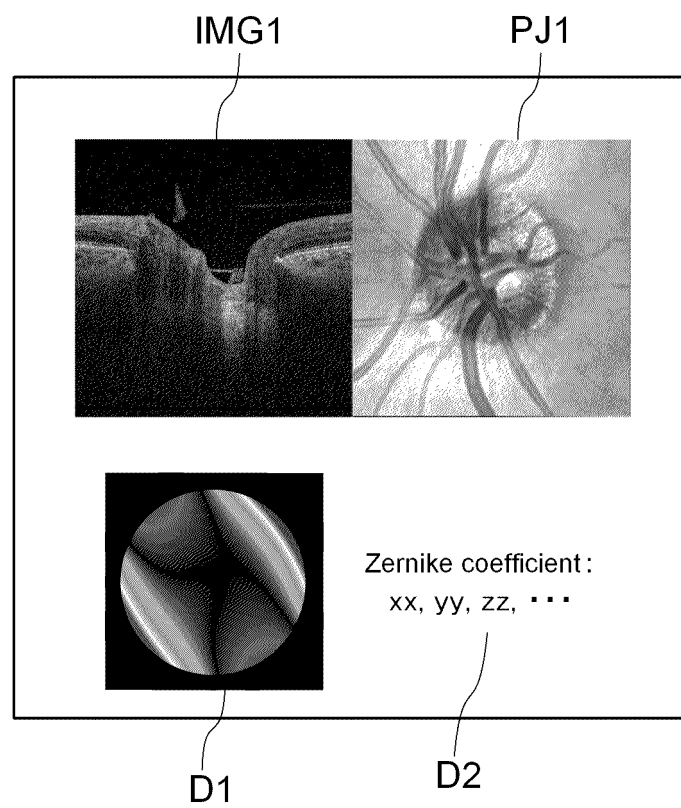 IMG1
PJ1
Zernike coefficient :
xx, yy, zz, ･･･
D1
D2